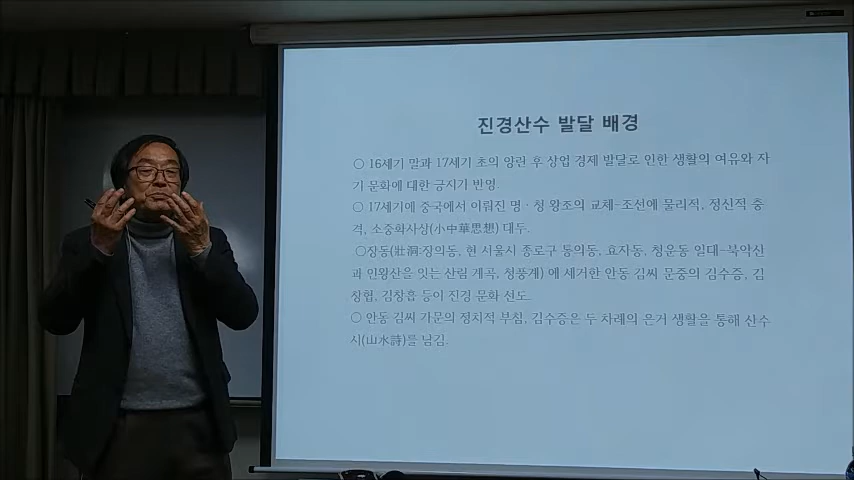 진경산수 발달 배경
○ 16세기 말과 17세기 초의 양란 후 상업 경제 발달로 인한 생활의 여유와 자
기 문화에 대한 긍지가 반영.
○ 17세기에 중국에서 이뤄진 명·청 왕조의 교체-조선에 물리적, 정신적 충
격, 소중화사상(小中華思想) 대두.
○장동(壯洞:장의동, 현 서울시 종로구 통의동, 효자동, 청운동 일대-북악산
과 인왕산을 잇는 산림 계곡, 청풍계) 에 세거한 안동 김씨 문중의 김수증, 김
창협, 김창흡 등이 진경 문화 선도.
○ 안동 김씨 가문의 정치적 부침, 김수증은 두 차례의 은거 생활을 통해 산수
시(山水詩)를 남김.